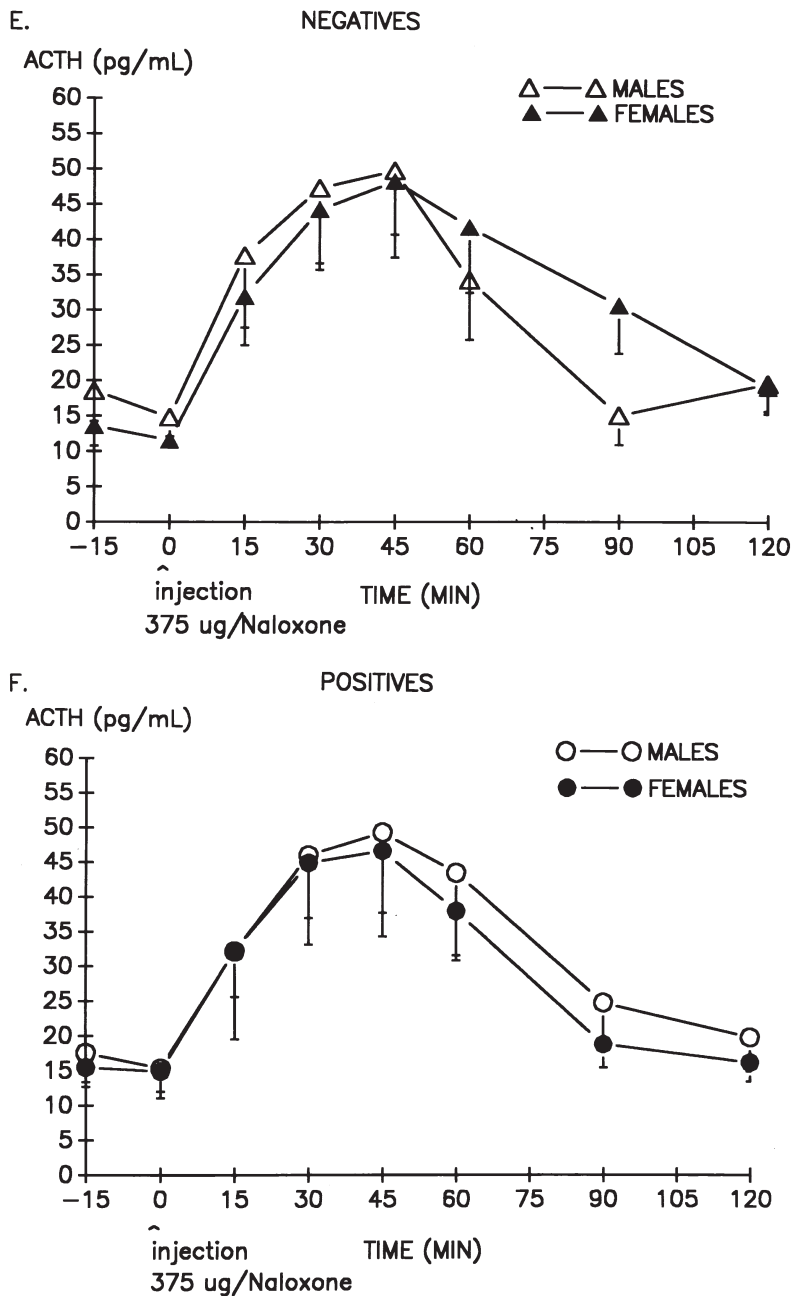 E. NEGATIVES
ACTH (pg/mL)
MALES
FEMALES
60
55
50
45
40
35
30
25
20
15
10
5
0
−15 0 15 30 45 60 75 90 105 120
^
injection TIME (MIN)
375 ug/Naloxone
F. POSITIVES
ACTH (pg/mL)
MALES
FEMALES
60
55
50
45
40
35
30
25
20
15
10
5
0
−15 0 15 30 45 60 75 90 105 120
^
injection TIME (MIN)
375 ug/Naloxone